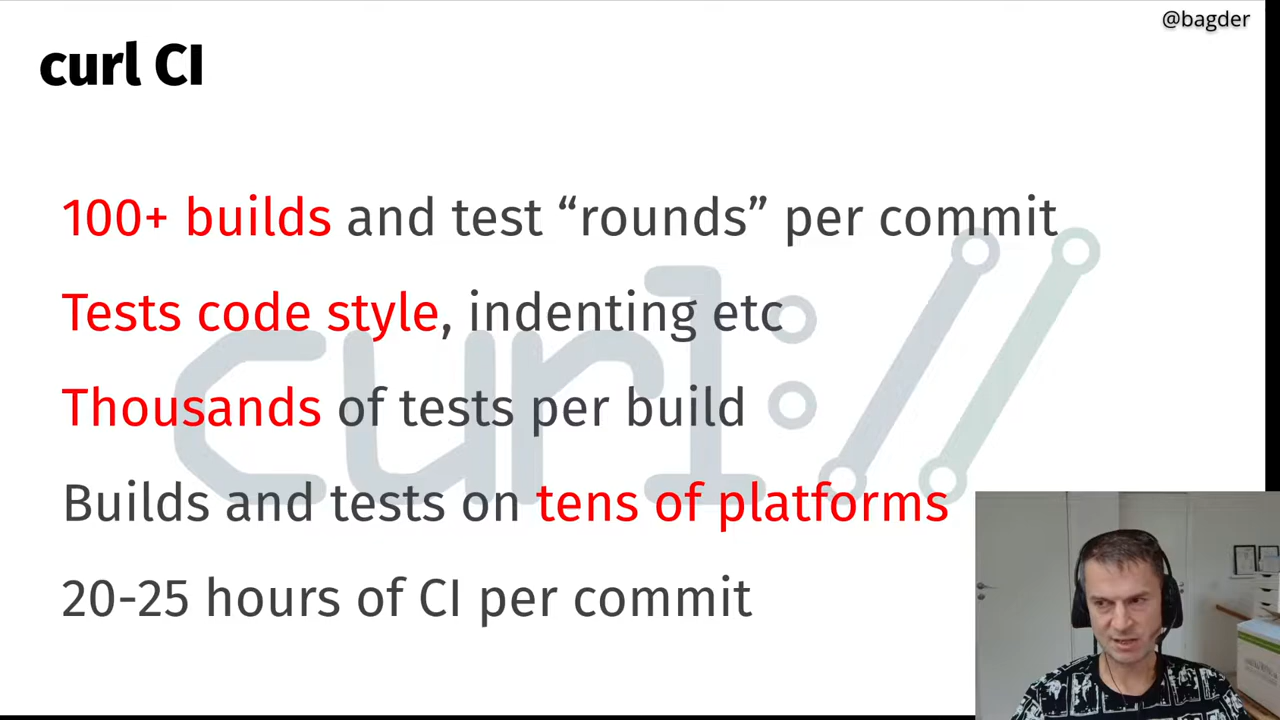 @bagder
curl CI
100+ builds and test “rounds” per commit
Tests code style, indenting etc
Thousands of tests per build
Builds and tests on tens of platforms
20-25 hours of CI per commit
curl://